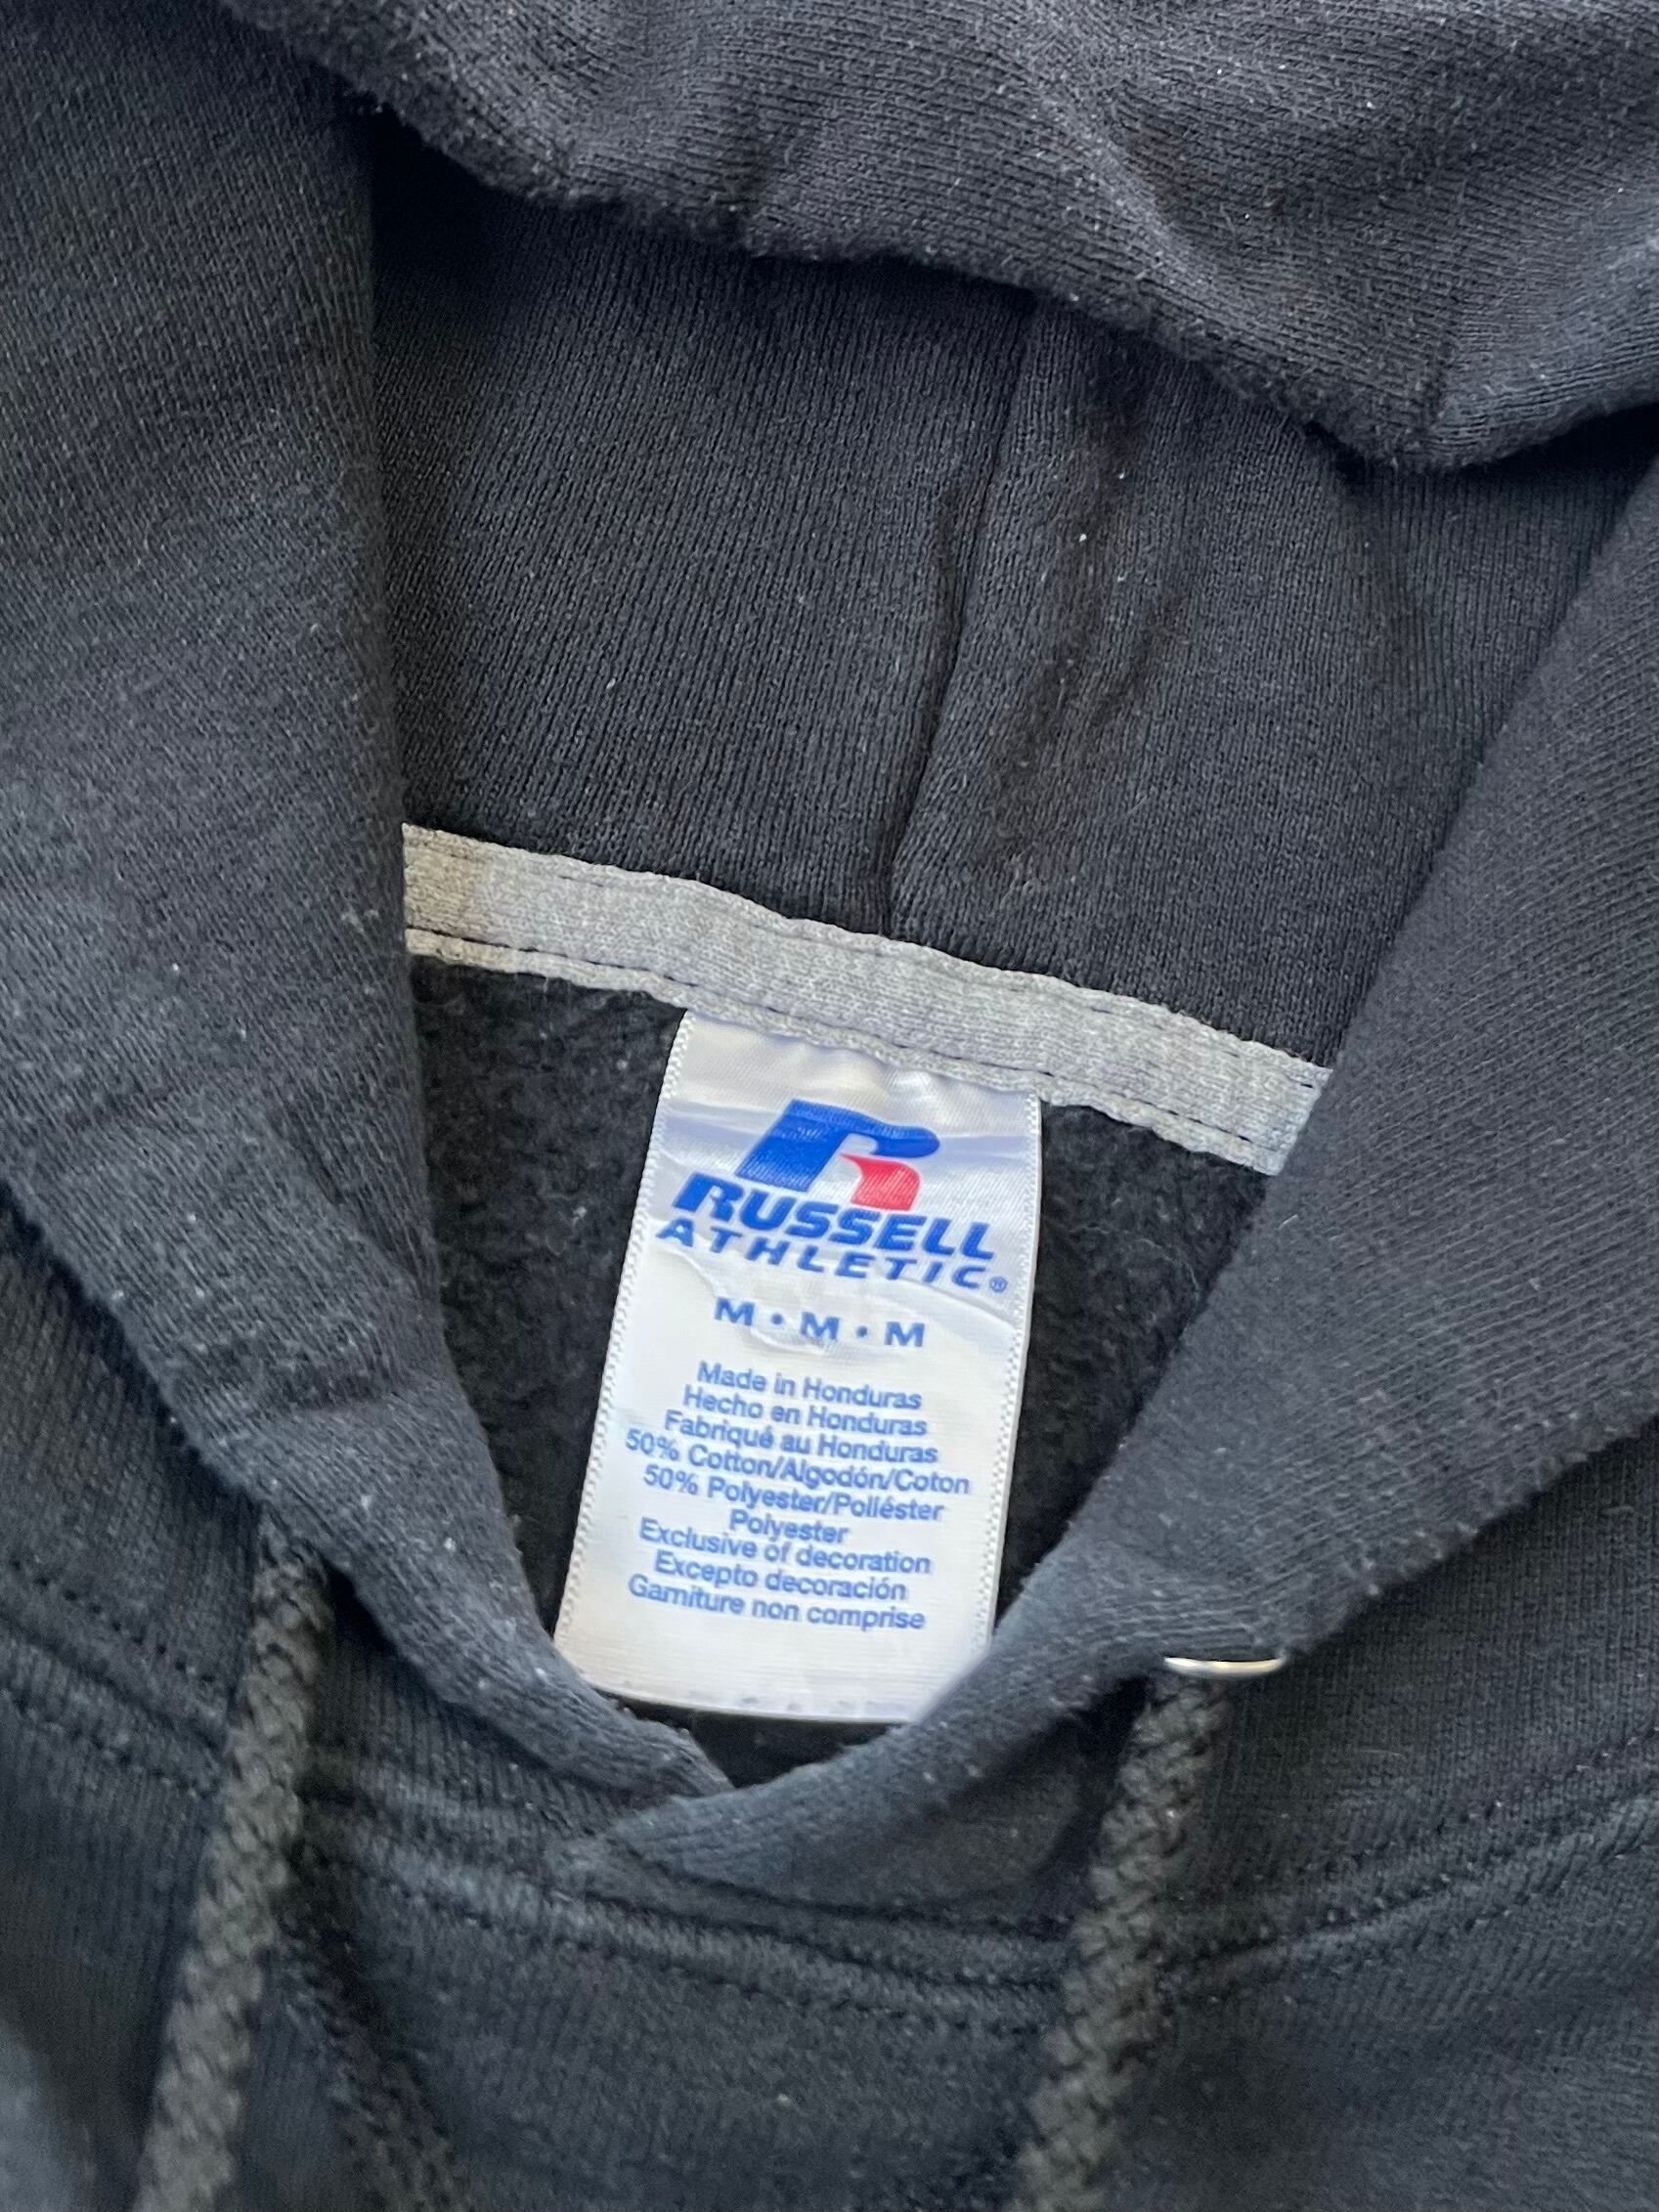 R
RUSSELL
ATHLETIC®
M • M • M
Made in Honduras
Hecho en Honduras
Fabriqué au Honduras
50% Cotton/Algodón/Coton
50% Polyester/Poliéster
Polyester
Exclusive of decoration
Excepto decoración
Garniture non comprise